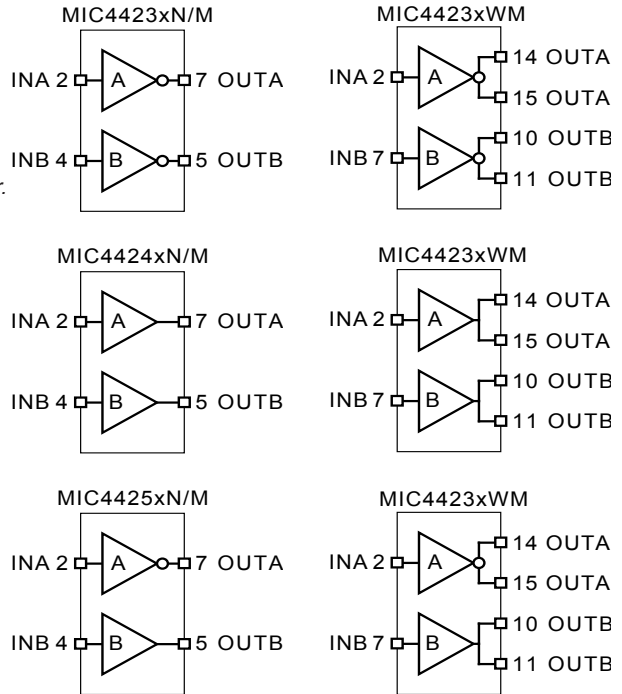 MIC4423xN/M
INA 2
A
7 OUTA
INB 4
B
5 OUTB
MIC4423xWM
INA 2
A
14 OUTA
15 OUTA
INB 7
B
10 OUTB
11 OUTB
r.
MIC4424xN/M
INA 2
A
7 OUTA
INB 4
B
5 OUTB
MIC4423xWM
INA 2
A
14 OUTA
15 OUTA
INB 7
B
10 OUTB
11 OUTB
MIC4425xN/M
INA 2
A
7 OUTA
INB 4
B
5 OUTB
MIC4423xWM
INA 2
A
14 OUTA
15 OUTA
INB 7
B
10 OUTB
11 OUTB